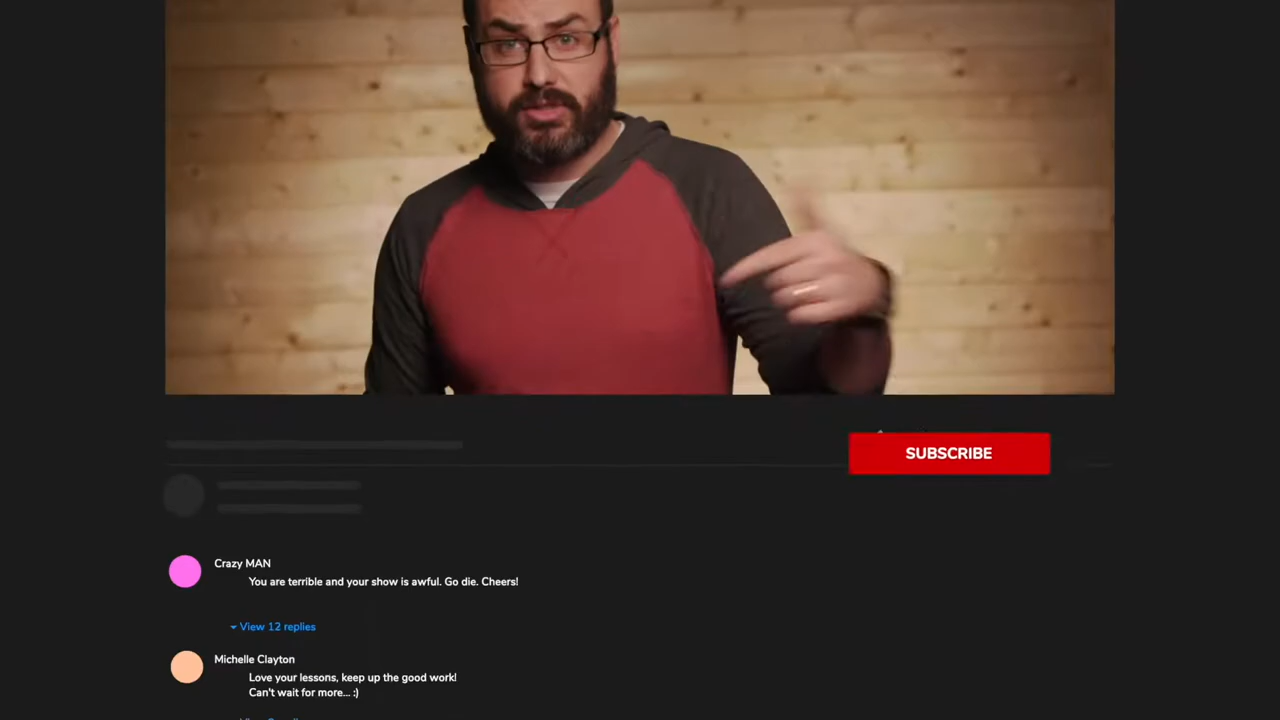 SUBSCRIBE
Crazy MAN
You are terrible and your show is awful. Go die. Cheers!
View 12 replies
Michelle Clayton
Love your lessons, keep up the good work!
Can't wait for more... :)